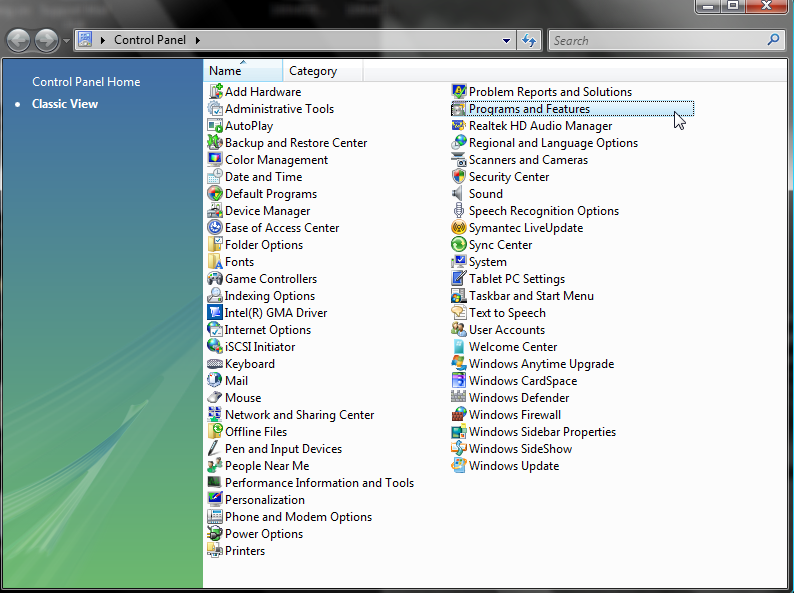 Control Panel
Search
Control Panel Home
Classic View
Name
Category
Add Hardware
Administrative Tools
AutoPlay
Backup and Restore Center
Color Management
Date and Time
Default Programs
Device Manager
Ease of Access Center
Folder Options
Fonts
Game Controllers
Indexing Options
Intel(R) GMA Driver
Internet Options
iSCSI Initiator
Keyboard
Mail
Mouse
Network and Sharing Center
Offline Files
Pen and Input Devices
People Near Me
Performance Information and Tools
Personalization
Phone and Modem Options
Power Options
Printers
Problem Reports and Solutions
Programs and Features
Realtek HD Audio Manager
Regional and Language Options
Scanners and Cameras
Security Center
Sound
Speech Recognition Options
Symantec LiveUpdate
Sync Center
System
Tablet PC Settings
Taskbar and Start Menu
Text to Speech
User Accounts
Welcome Center
Windows Anytime Upgrade
Windows CardSpace
Windows Defender
Windows Firewall
Windows Sidebar Properties
Windows SideShow
Windows Update